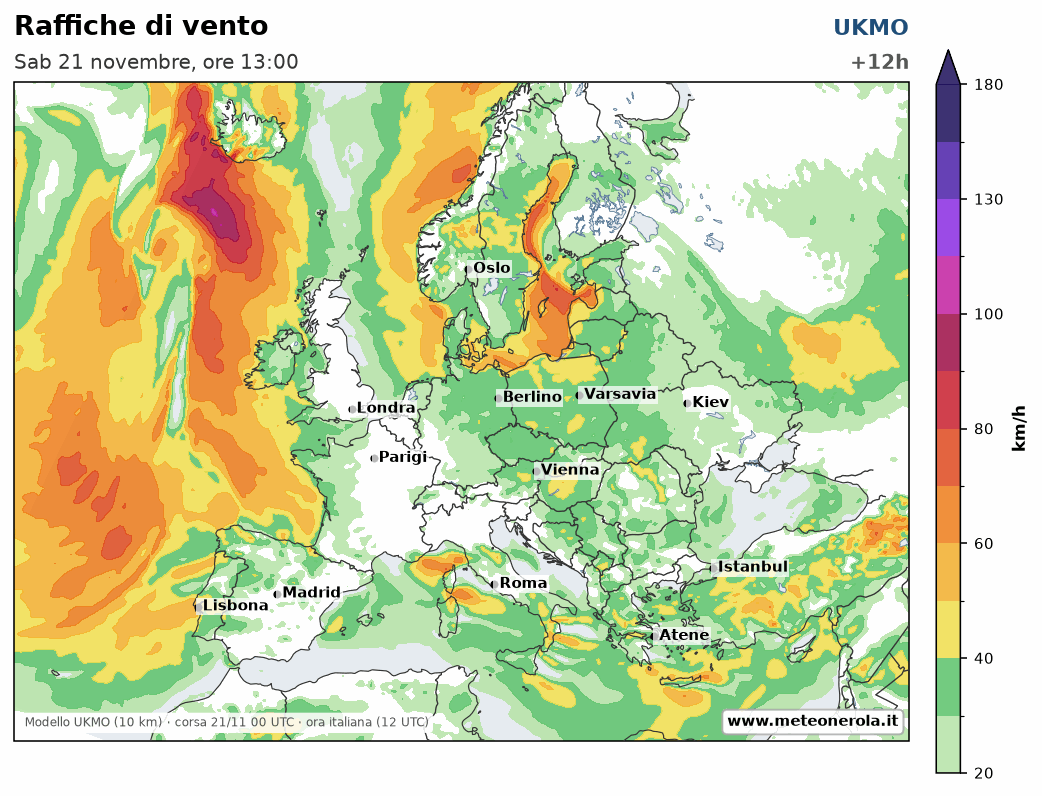 Raffiche di vento
UKMO
Sab 21 novembre, ore 13:00
+12h
180
130
100
80
60
40
20
km/h
Oslo
Berlino
Varsavia
Kiev
Londra
Parigi
Vienna
Istanbul
Roma
Madrid
Lisbona
Atene
Modello UKMO (10 km) · corsa 21/11 00 UTC · ora italiana (12 UTC)
www.meteonerola.it